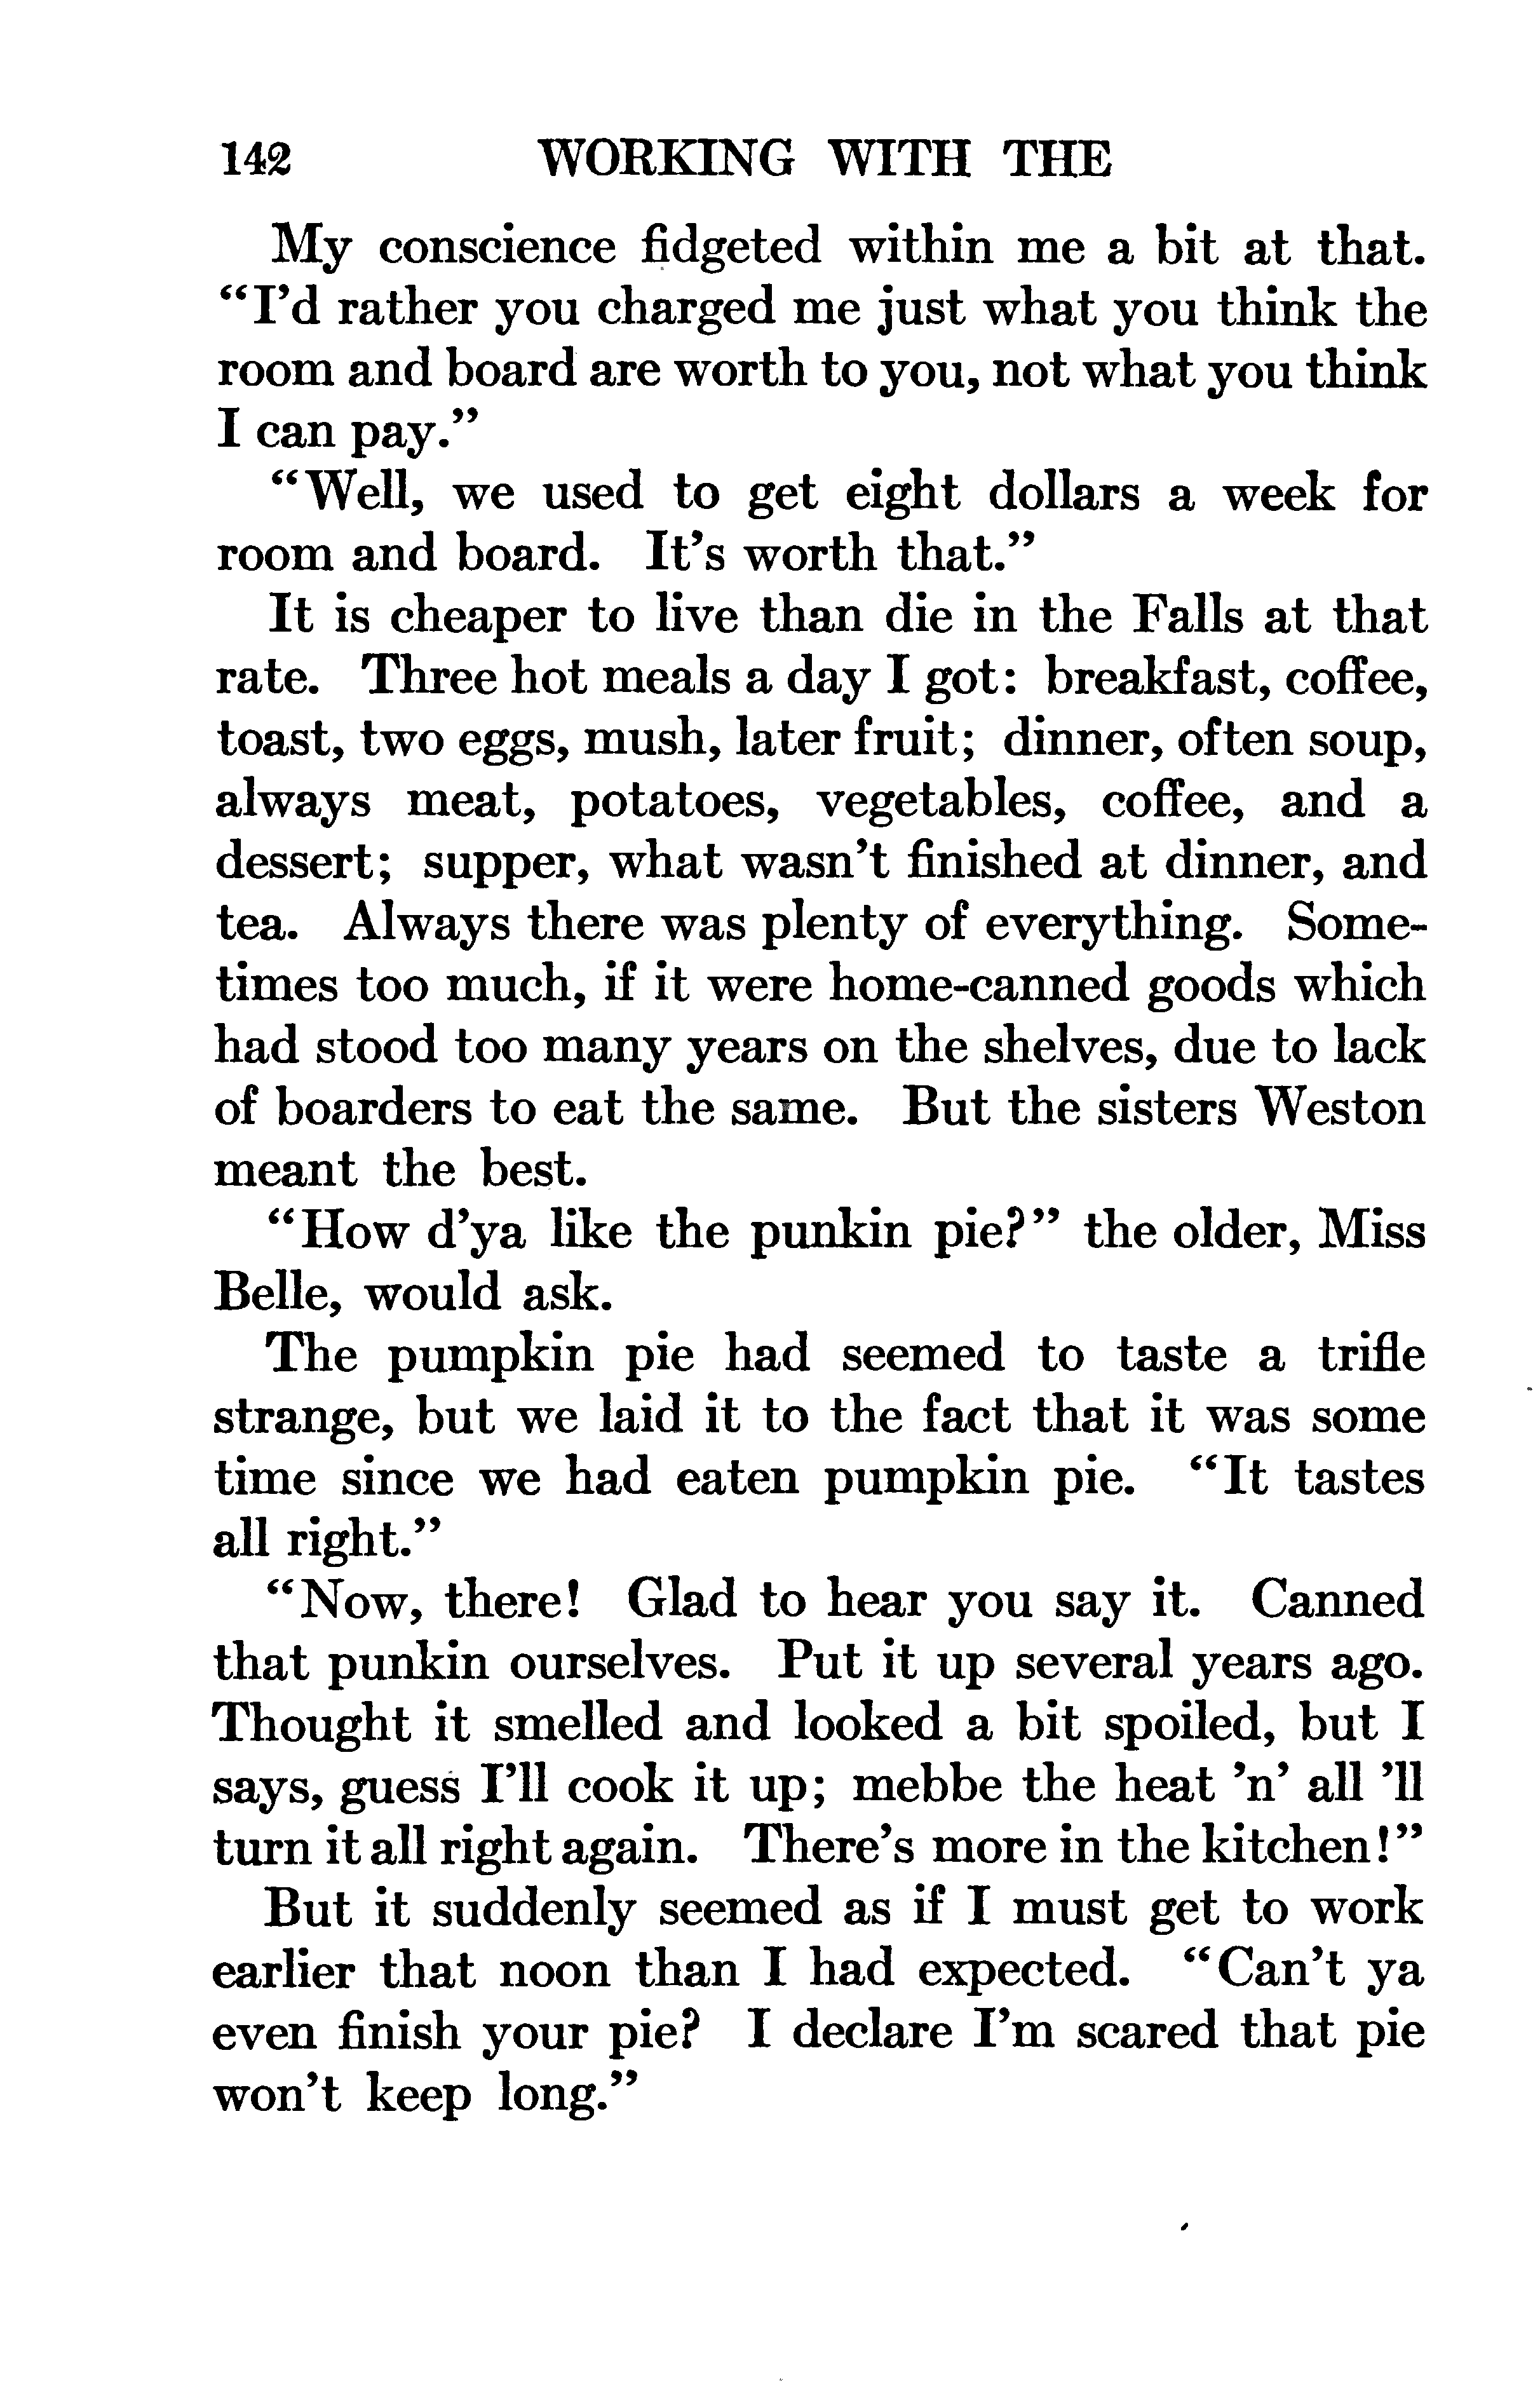 142 WORKING WITH THE
My conscience fidgeted within me a bit at that.
“I’d rather you charged me just what you think the
room and board are worth to you, not what you think
I can pay.”
“Well, we used to get eight dollars a week for
room and board. It’s worth that.”
It is cheaper to live than die in the Falls at that
rate. Three hot meals a day I got: breakfast, coffee,
toast, two eggs, mush, later fruit; dinner, often soup,
always meat, potatoes, vegetables, coffee, and a
dessert; supper, what wasn’t finished at dinner, and
tea. Always there was plenty of everything. Some-
times too much, if it were home-canned goods which
had stood too many years on the shelves, due to lack
of boarders to eat the same. But the sisters Weston
meant the best.
“How d’ya like the punkin pie?” the older, Miss
Belle, would ask.
The pumpkin pie had seemed to taste a trifle
strange, but we laid it to the fact that it was some
time since we had eaten pumpkin pie. “It tastes
all right.”
“Now, there! Glad to hear you say it. Canned
that punkin ourselves. Put it up several years ago.
Thought it smelled and looked a bit spoiled, but I
says, guess I’ll cook it up; mebbe the heat ’n’ all ’ll
turn it all right again. There’s more in the kitchen!”
But it suddenly seemed as if I must get to work
earlier that noon than I had expected. “Can’t ya
even finish your pie? I declare I’m scared that pie
won’t keep long.”